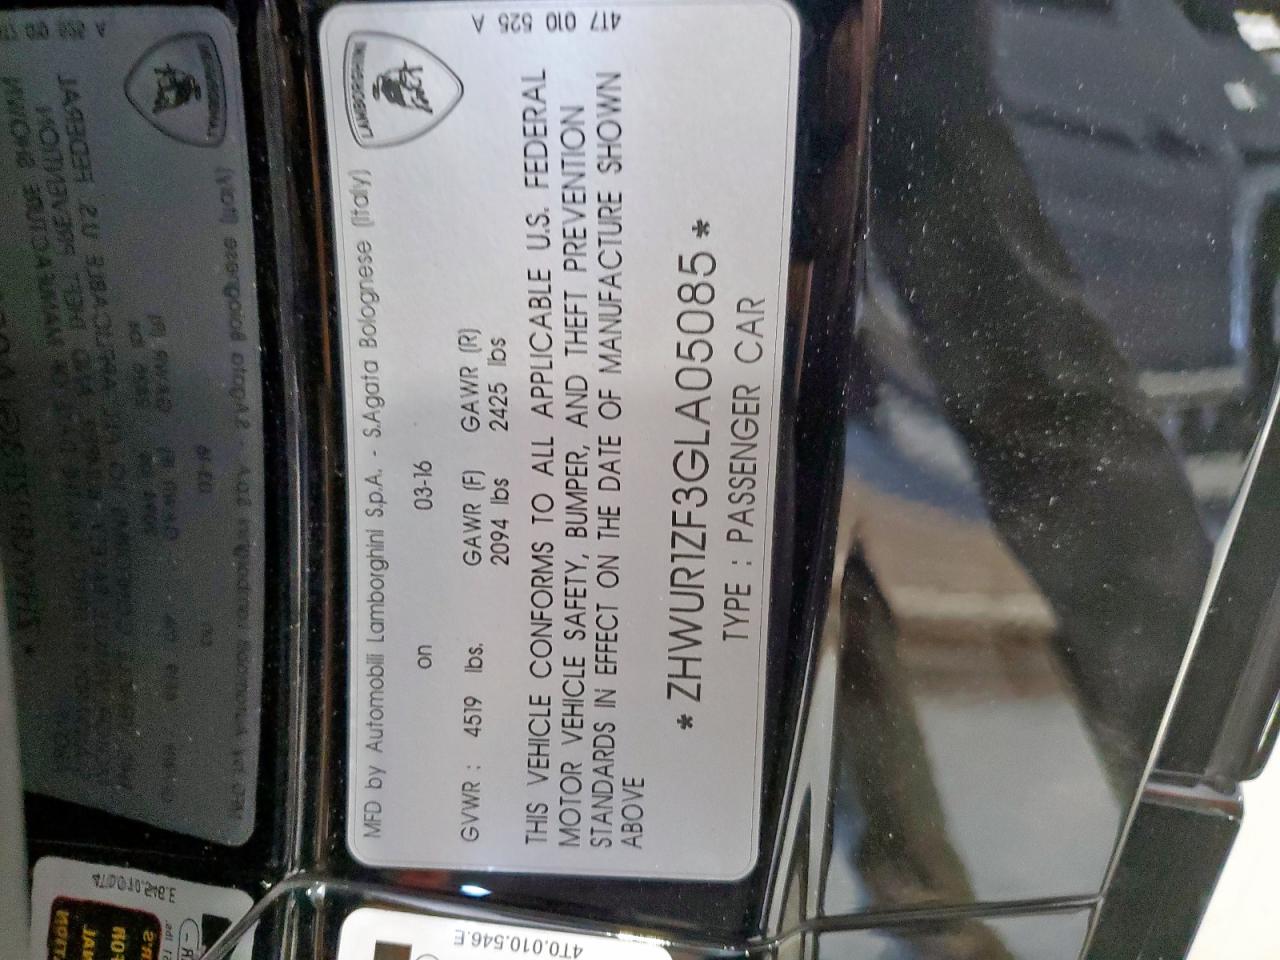 LAMBORGHINI
417 010 525 A
MFD by Automobili Lamborghini S.p.A. - S.Agata Bolognese (Italy)
on 03-16
GVWR : 4519 lbs. GAWR (F) GAWR (R)
2094 lbs 2425 lbs
THIS VEHICLE CONFORMS TO ALL APPLICABLE U.S. FEDERAL
MOTOR VEHICLE SAFETY, BUMPER, AND THEFT PREVENTION
STANDARDS IN EFFECT ON THE DATE OF MANUFACTURE SHOWN
ABOVE
* ZHWUR1ZF3GLA05085 *
TYPE : PASSENGER CAR
4T0.010.546.